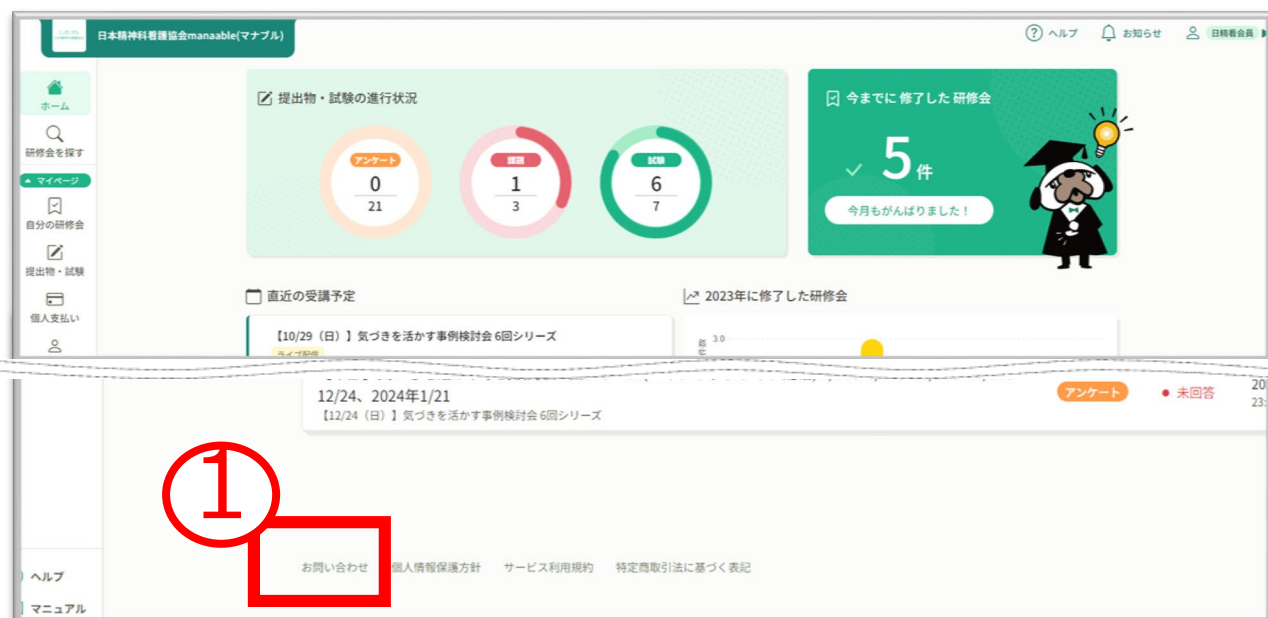 日本精神科看護協会manaable(マナブル)
ヘルプ
お知らせ
日精看会員
ホーム
研修会を探す
マイページ
自分の研修会
提出物・試験
個人支払い
提出物・試験の進行状況
アンケート
0
21
課題
1
3
試験
6
7
今までに修了した研修会
5件
今月もがんばりました！
直近の受講予定
【10/29（日）】気づきを活かす事例検討会 6回シリーズ
ライブ配信
2023年に修了した研修会
3.0
12/24、2024年1/21
【12/24（日）】気づきを活かす事例検討会 6回シリーズ
アンケート
未回答
20
23:
1
お問い合わせ 個人情報保護方針 サービス利用規約 特定商取引法に基づく表記
ヘルプ
マニュアル